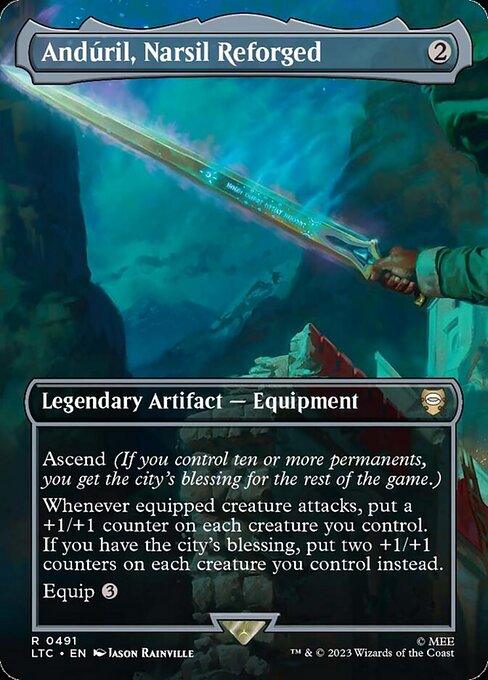 Andúril, Narsil Reforged 2
Legendary Artifact — Equipment
Ascend (If you control ten or more permanents,
you get the city's blessing for the rest of the game.)
Whenever equipped creature attacks, put a
+1/+1 counter on each creature you control.
If you have the city's blessing, put two +1/+1
counters on each creature you control instead.
Equip 3
R 0491 © MEE
LTC • EN Jason Rainville ™ & © 2023 Wizards of the Coast